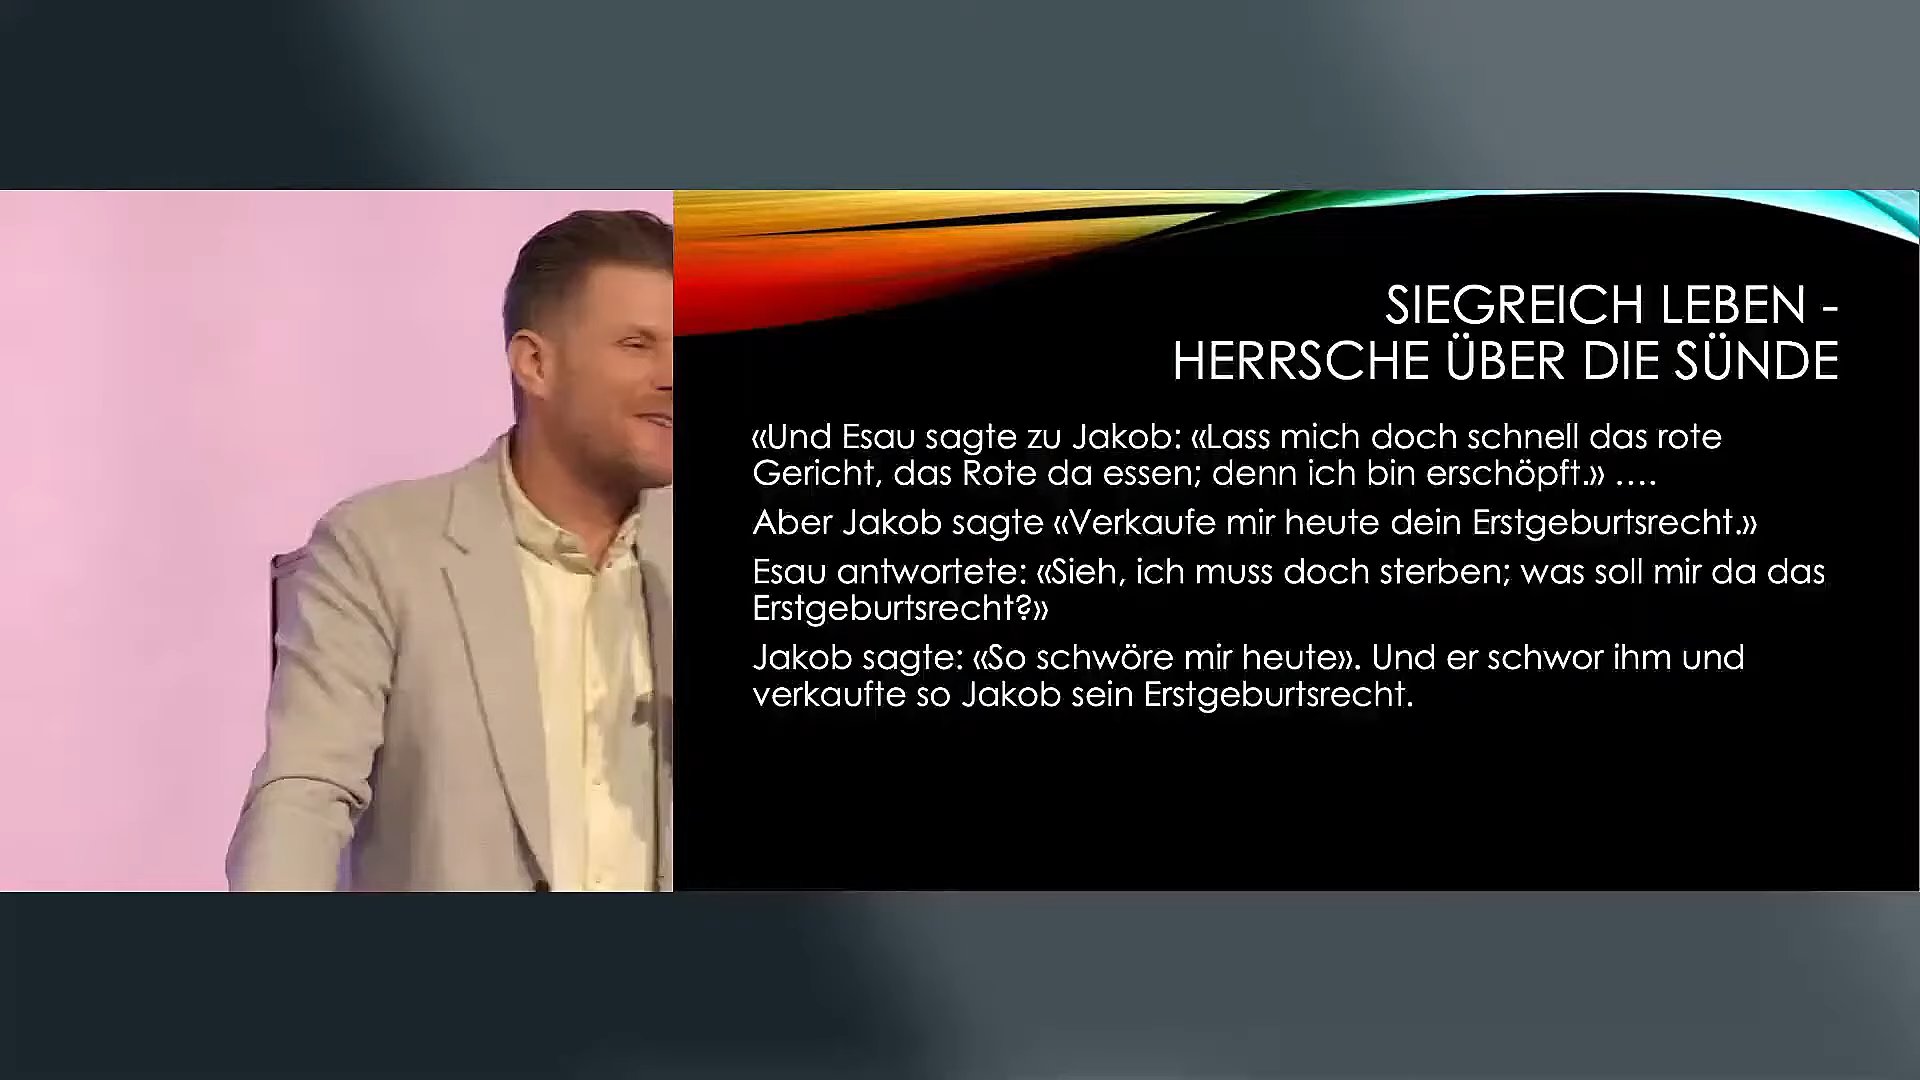 SIEGREICH LEBEN -
HERRSCHE ÜBER DIE SÜNDE
«Und Esau sagte zu Jakob: «Lass mich doch schnell das rote
Gericht, das Rote da essen; denn ich bin erschöpft.» ….
Aber Jakob sagte «Verkaufe mir heute dein Erstgeburtsrecht.»
Esau antwortete: «Sieh, ich muss doch sterben; was soll mir da das
Erstgeburtsrecht?»
Jakob sagte: «So schwöre mir heute». Und er schwor ihm und
verkaufte so Jakob sein Erstgeburtsrecht.